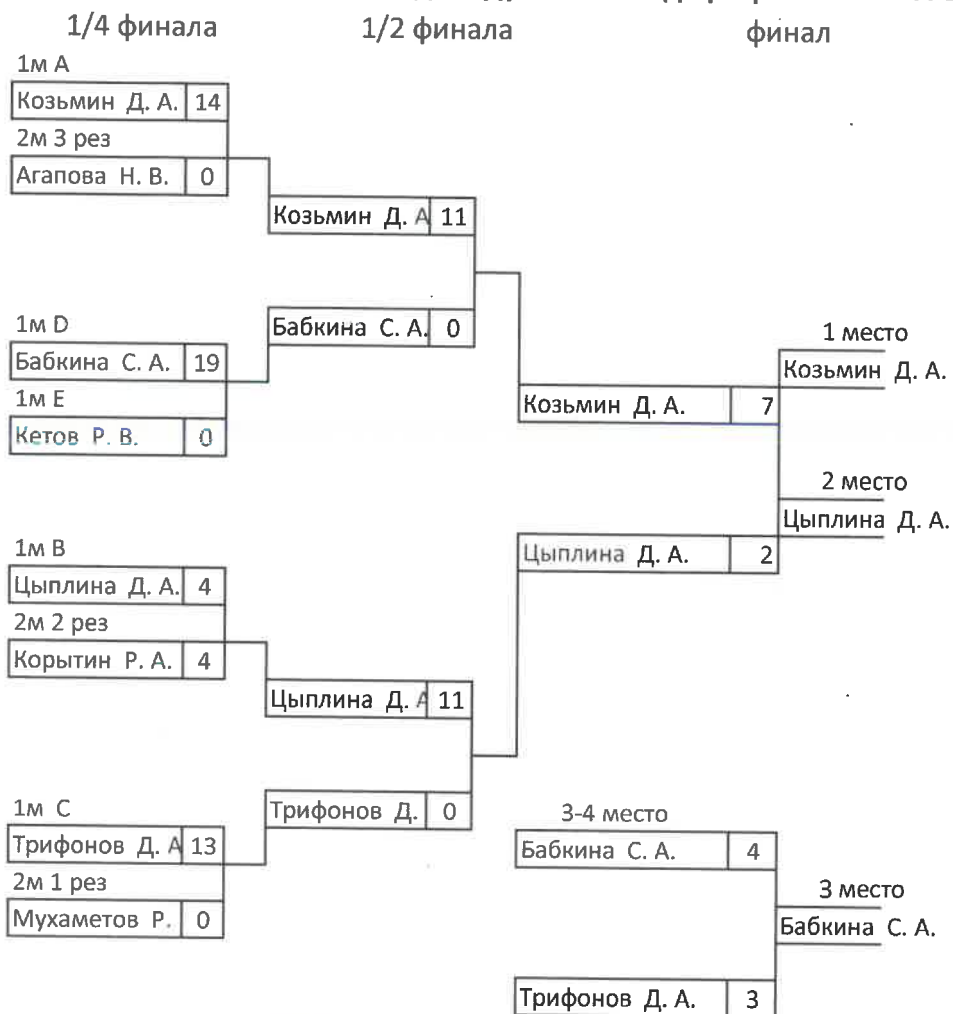 1/4 финала 1/2 финала финал
1м A
Козьмин Д. А. 14
2м 3 рез
Агапова Н. В. 0
Козьмин Д. А 11
1м D
Бабкина С. А. 0
1 место
Бабкина С. А. 19
Козьмин Д. А.
1м E
Козьмин Д. А. 7
Кетов Р. В. 0
2 место
Цыплина Д. А.
1м B
Цыплина Д. А. 2
Цыплина Д. А. 4
2м 2 рез
Корытин Р. А. 4
Цыплина Д. А 11
1м C
Трифонов Д. 0
3-4 место
Трифонов Д. А 13
Бабкина С. А. 4
2м 1 рез
3 место
Мухаметов Р. 0
Бабкина С. А.
Трифонов Д. А. 3